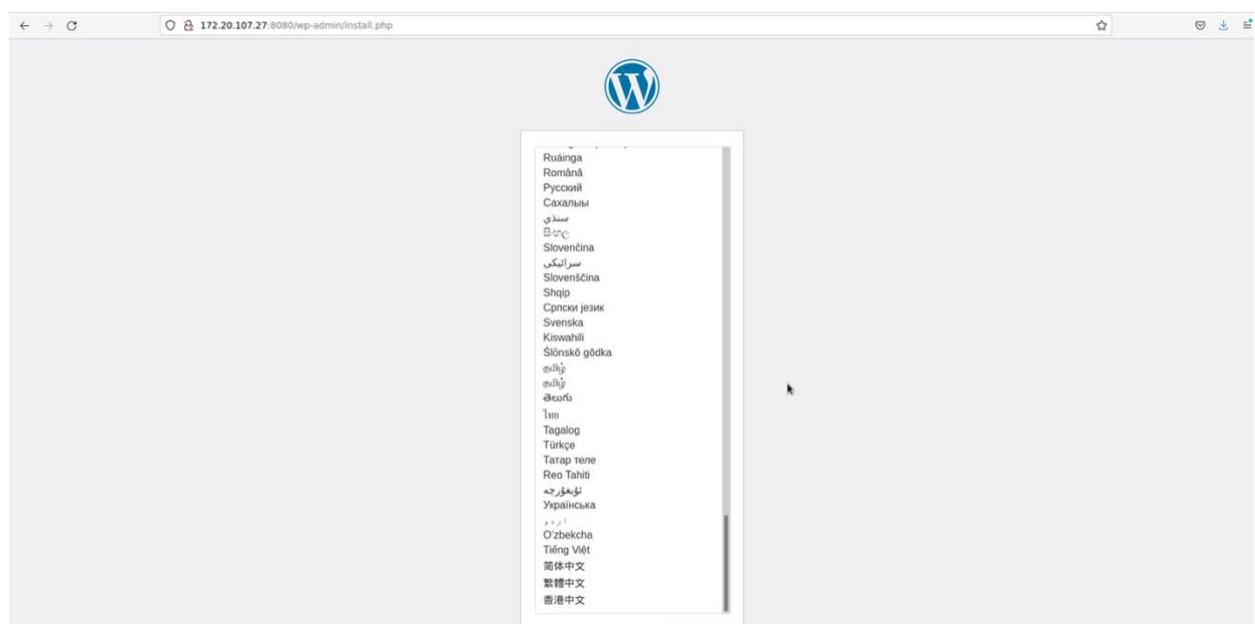 172.20.107.27:8080/wp-admin/install.php
Ruáinga
Română
Русский
Сахалыы
سنڌي
සිංහල
Slovenčina
سرائیکی
Slovenščina
Shqip
Српски језик
Svenska
Kiswahili
Ślōnskŏ gŏdka
தமிழ்
தமிழ்
తెలుగు
ไทย
Tagalog
Türkçe
Татар теле
Reo Tahiti
ئۇيغۇرچە
Українська
اردو
O'zbekcha
Tiếng Việt
简体中文
繁體中文
香港中文